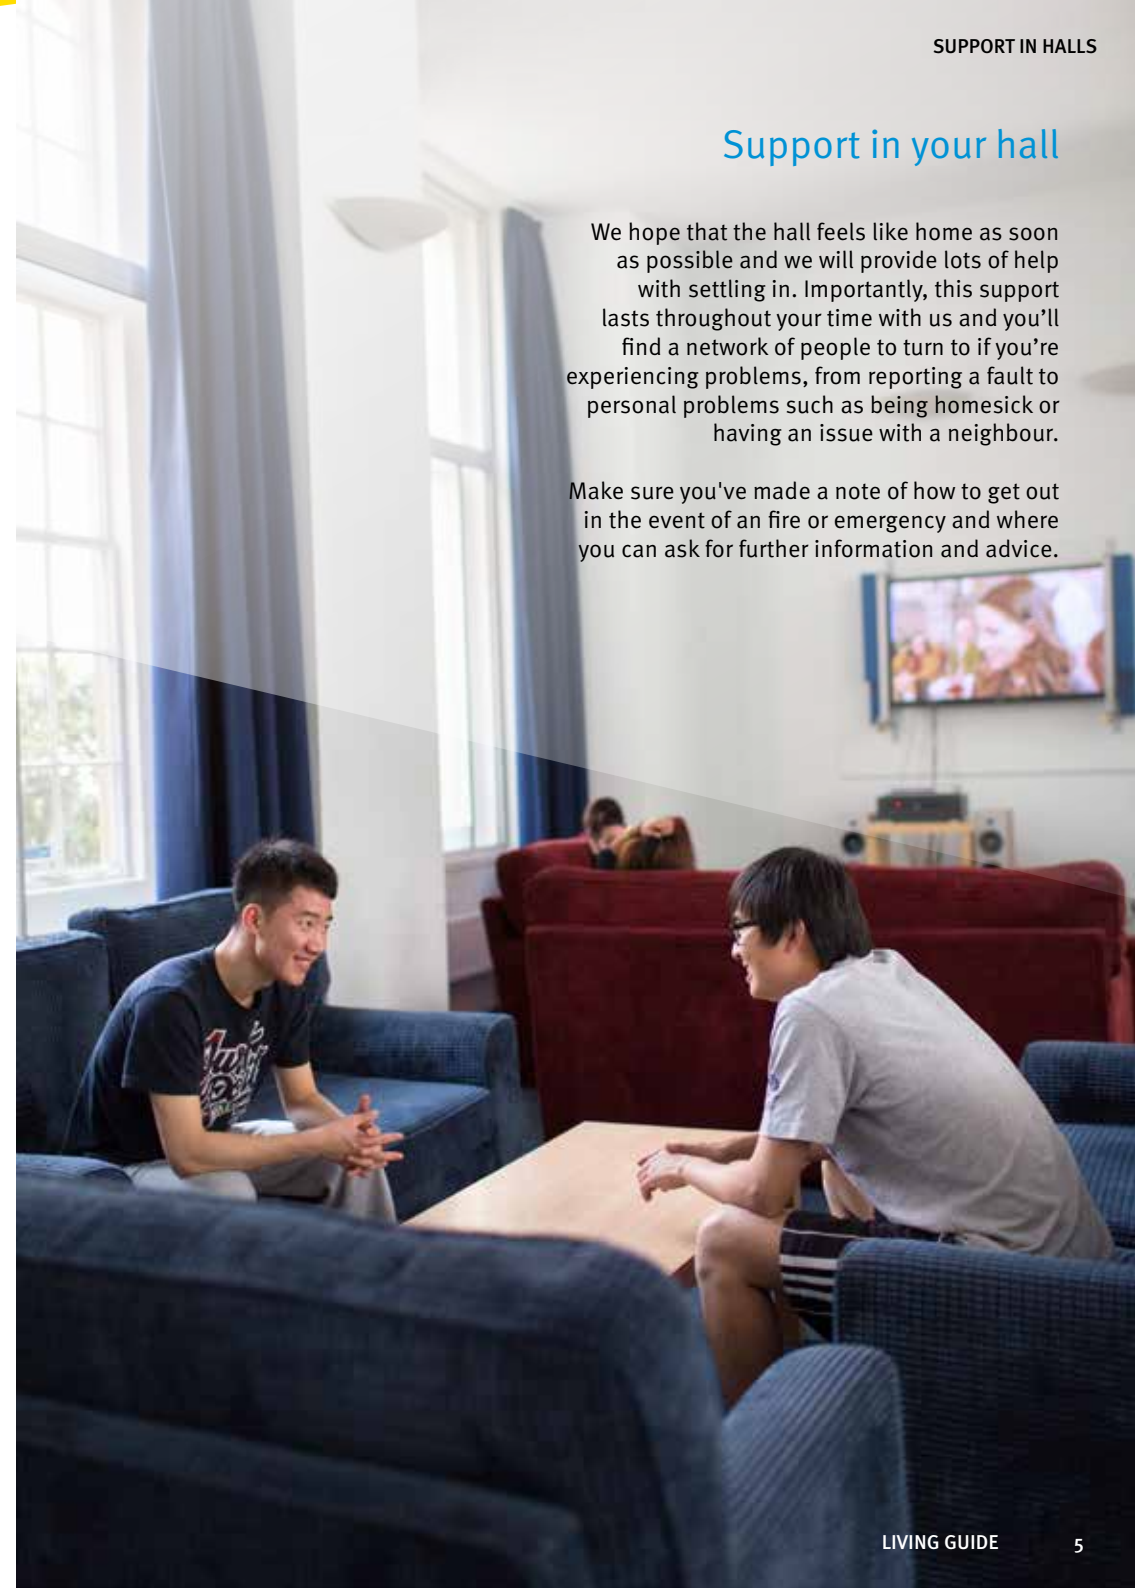 SUPPORT IN HALLS
Support in your hall
We hope that the hall feels like home as soon
as possible and we will provide lots of help
with settling in. Importantly, this support
lasts throughout your time with us and you’ll
find a network of people to turn to if you’re
experiencing problems, from reporting a fault to
personal problems such as being homesick or
having an issue with a neighbour.
Make sure you've made a note of how to get out
in the event of an fire or emergency and where
you can ask for further information and advice.
LIVING GUIDE 5